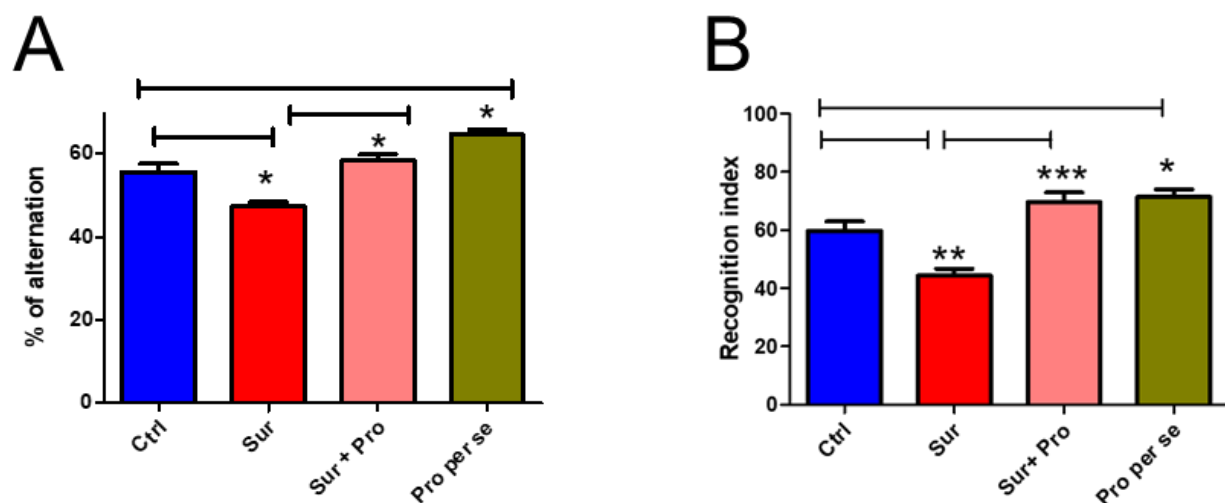 A
% of alternation
60
40
20
0
*
*
*
Ctrl
Sur
Sur + Pro
Pro per se
B
Recognition index
100
80
60
40
20
0
**
***
*
Ctrl
Sur
Sur+ Pro
Pro per se